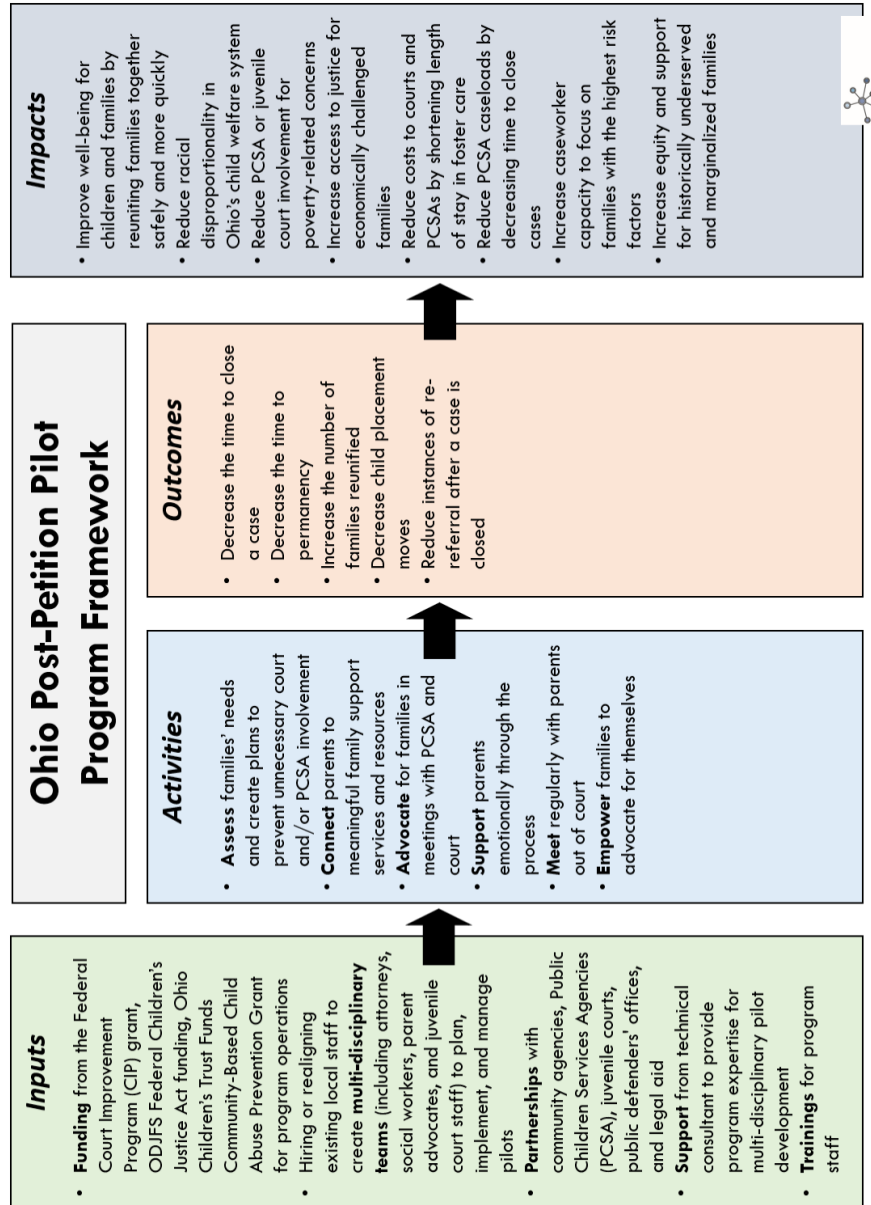 Ohio Post-Petition Pilot
Program Framework
Inputs
• Funding from the Federal
Court Improvement
Program (CIP) grant,
ODJFS Federal Children's
Justice Act funding, Ohio
Children's Trust Funds
Community-Based Child
Abuse Prevention Grant
for program operations
• Hiring or realigning
existing local staff to
create multi-disciplinary
teams (including attorneys,
social workers, parent
advocates, and juvenile
court staff) to plan,
implement, and manage
pilots
• Partnerships with
community agencies, Public
Children Services Agencies
(PCSA), juvenile courts,
public defenders' offices,
and legal aid
• Support from technical
consultant to provide
program expertise for
multi-disciplinary pilot
development
• Trainings for program
staff
Activities
• Assess families' needs
and create plans to
prevent unnecessary court
and/or PCSA involvement
• Connect parents to
meaningful family support
services and resources
• Advocate for families in
meetings with PCSA and
court
• Support parents
emotionally through the
process
• Meet regularly with parents
out of court
• Empower families to
advocate for themselves
Outcomes
• Decrease the time to close
a case
• Decrease the time to
permanency
• Increase the number of
families reunified
• Decrease child placement
moves
• Reduce instances of re-
referral after a case is
closed
Impacts
• Improve well-being for
children and families by
reuniting families together
safely and more quickly
• Reduce racial
disproportionality in
Ohio's child welfare system
• Reduce PCSA or juvenile
court involvement for
poverty-related concerns
• Increase access to justice for
economically challenged
families
• Reduce costs to courts and
PCSAs by shortening length
of stay in foster care
• Reduce PCSA caseloads by
decreasing time to close
cases
• Increase caseworker
capacity to focus on
families with the highest risk
factors
• Increase equity and support
for historically underserved
and marginalized families